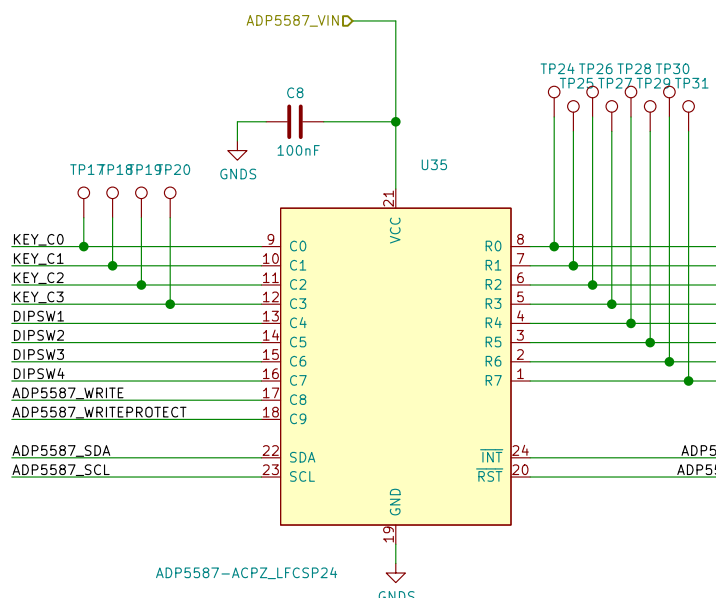 ADP5587_VIN
C8
100nF
GNDS
U35
TP24 TP26 TP28 TP30
TP25 TP27 TP29 TP31
TP17 TP18 TP19 TP20
21
VCC
KEY_C0 9 C0 R0 8
KEY_C1 10 C1 R1 7
KEY_C2 11 C2 R2 6
KEY_C3 12 C3 R3 5
DIPSW1 13 C4 R4 4
DIPSW2 14 C5 R5 3
DIPSW3 15 C6 R6 2
DIPSW4 16 C7 R7 1
ADP5587_WRITE 17 C8
ADP5587_WRITEPROTECT 18 C9
ADP5587_SDA 22 SDA INT 24
ADP5587_SCL 23 SCL RST 20
GND
19
ADP5587-ACPZ_LFCSP24
GNDS